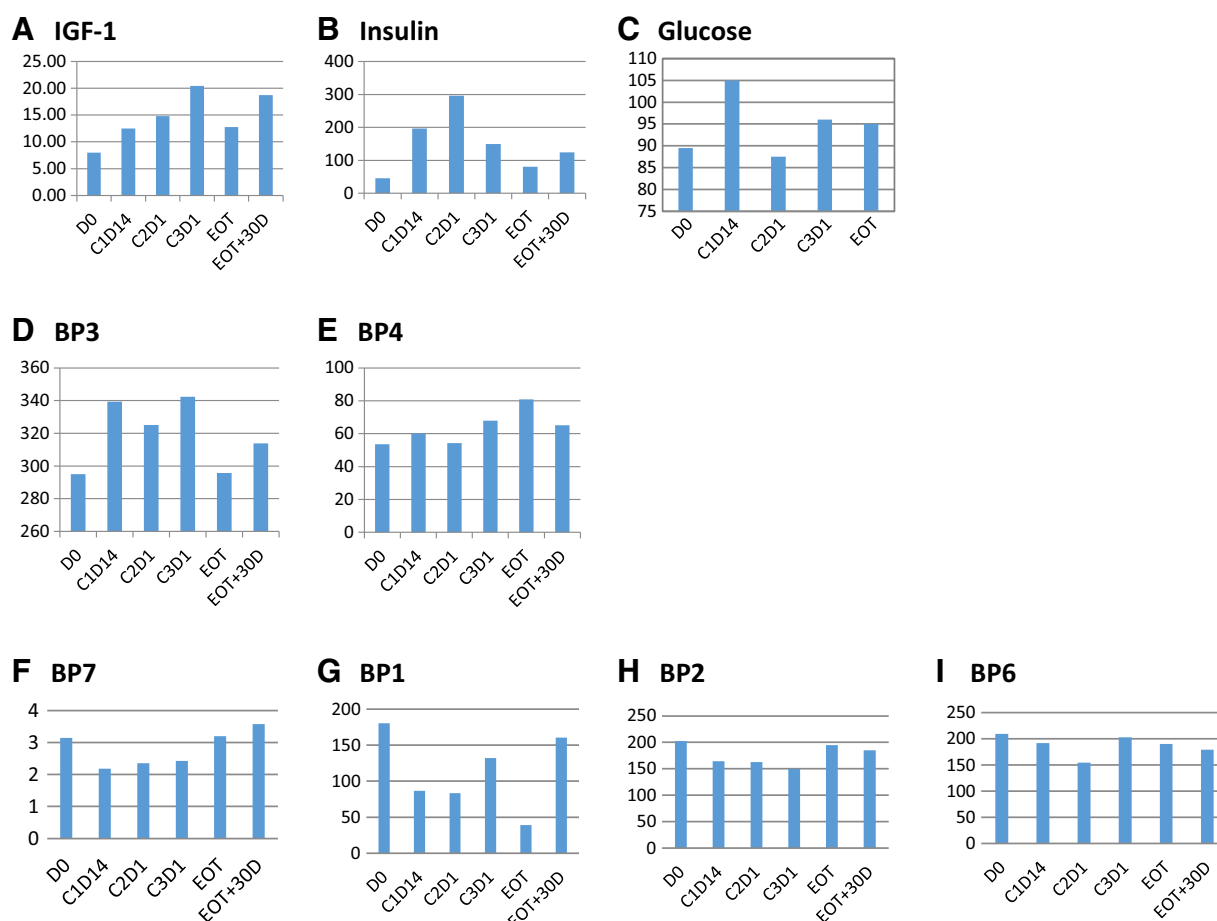 A IGF-1
25.00
20.00
15.00
10.00
5.00
0.00
D0
C1D14
C2D1
C3D1
EOT
EOT+30D
B Insulin
400
300
200
100
0
D0
C1D14
C2D1
C3D1
EOT
EOT+30D
C Glucose
110
105
100
95
90
85
80
75
D0
C1D14
C2D1
C3D1
EOT
D BP3
360
340
320
300
280
260
D0
C1D14
C2D1
C3D1
EOT
EOT+30D
E BP4
100
80
60
40
20
0
D0
C1D14
C2D1
C3D1
EOT
EOT+30D
F BP7
4
3
2
1
0
D0
C1D14
C2D1
C3D1
EOT
EOT+30D
G BP1
200
150
100
50
0
D0
C1D14
C2D1
C3D1
EOT
EOT+30D
H BP2
250
200
150
100
50
0
D0
C1D14
C2D1
C3D1
EOT
EOT+30D
I BP6
250
200
150
100
50
0
D0
C1D14
C2D1
C3D1
EOT
EOT+30D